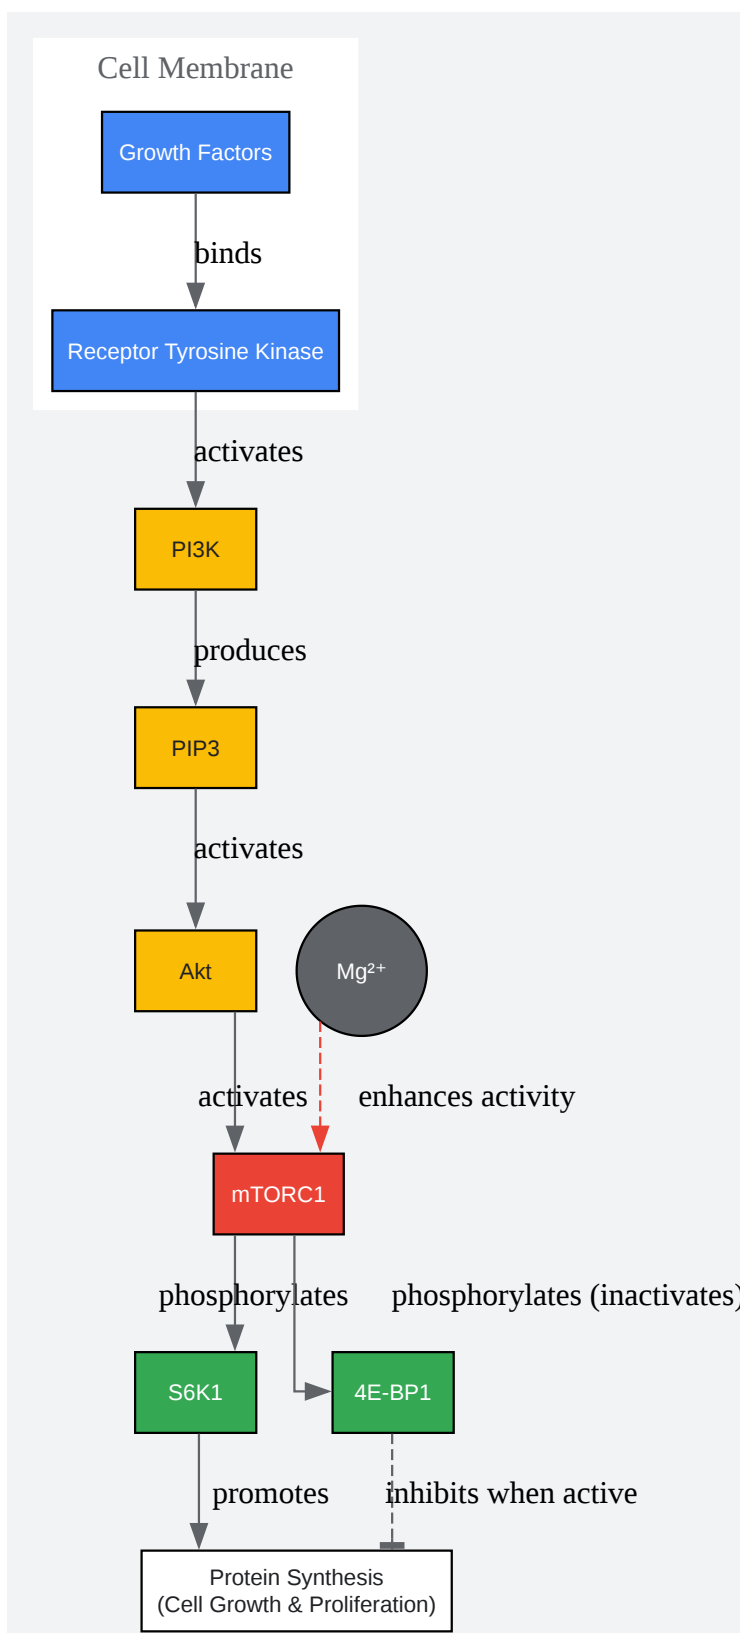 Cell Membrane
Growth Factors
binds
Receptor Tyrosine Kinase
activates
PI3K
produces
PIP3
activates
Akt
Mg²⁺
activates
enhances activity
mTORC1
phosphorylates
phosphorylates (inactivates)
S6K1
4E-BP1
promotes
inhibits when active
Protein Synthesis
(Cell Growth & Proliferation)